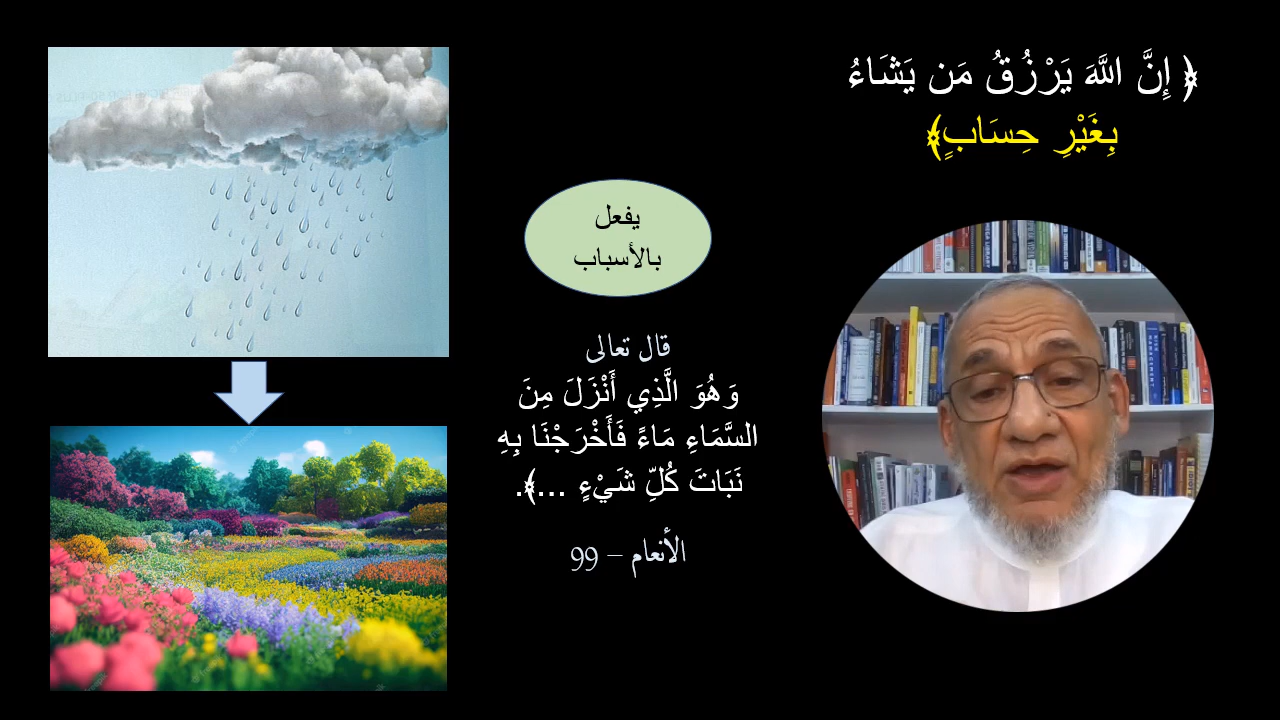 ﴿ إِنَّ اللَّهَ يَرْزُقُ مَن يَشَاءُ
بِغَيْرِ حِسَابٍ﴾
يفعل
بالأسباب
قال تعالى
وَهُوَ الَّذِي أَنْزَلَ مِنَ
السَّمَاءِ مَاءً فَأَخْرَجْنَا بِهِ
نَبَاتَ كُلِّ شَيْءٍ ...﴾.
الأنعام – 99